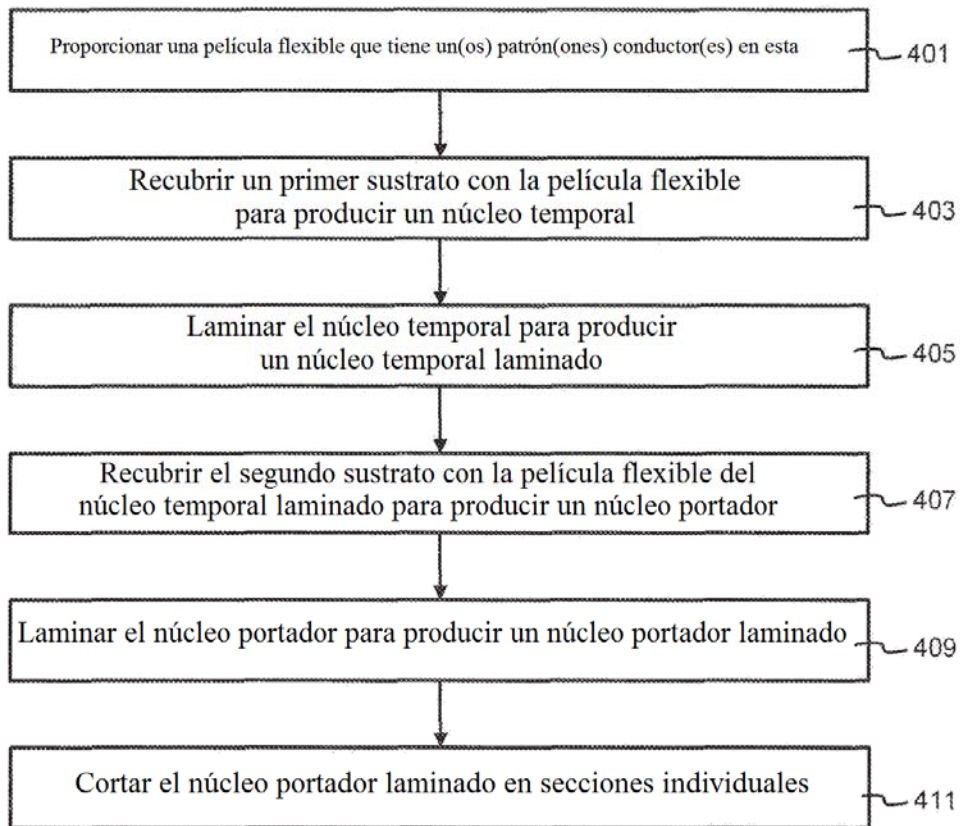 Proporcionar una película flexible que tiene un(os) patrón(ones) conductor(es) en esta
401
Recubrir un primer sustrato con la película flexible
para producir un núcleo temporal
403
Laminar el núcleo temporal para producir
un núcleo temporal laminado
405
Recubrir el segundo sustrato con la película flexible del
núcleo temporal laminado para producir un núcleo portador
407
Laminar el núcleo portador para producir un núcleo portador laminado
409
Cortar el núcleo portador laminado en secciones individuales
411